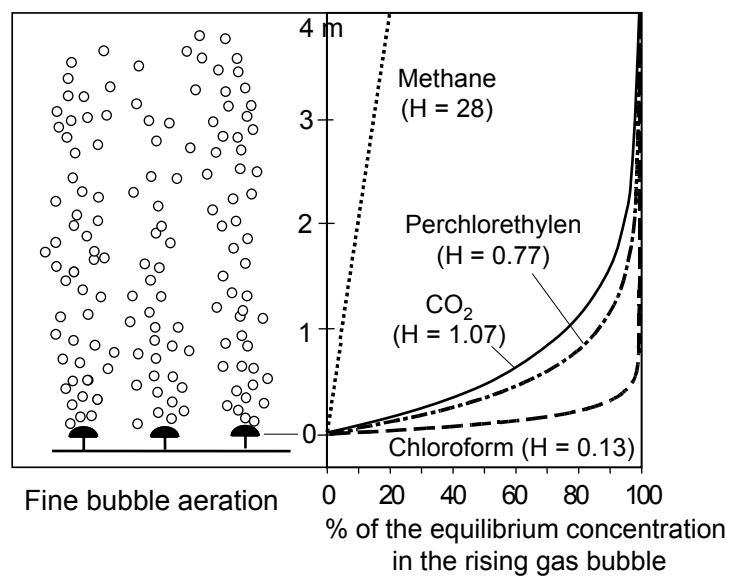 4 m
Methane
(H = 28)
3
Perchlorethylen
(H = 0.77)
2
CO₂
(H = 1.07)
1
0
Chloroform (H = 0.13)
0 20 40 60 80 100
Fine bubble aeration
% of the equilibrium concentration
in the rising gas bubble